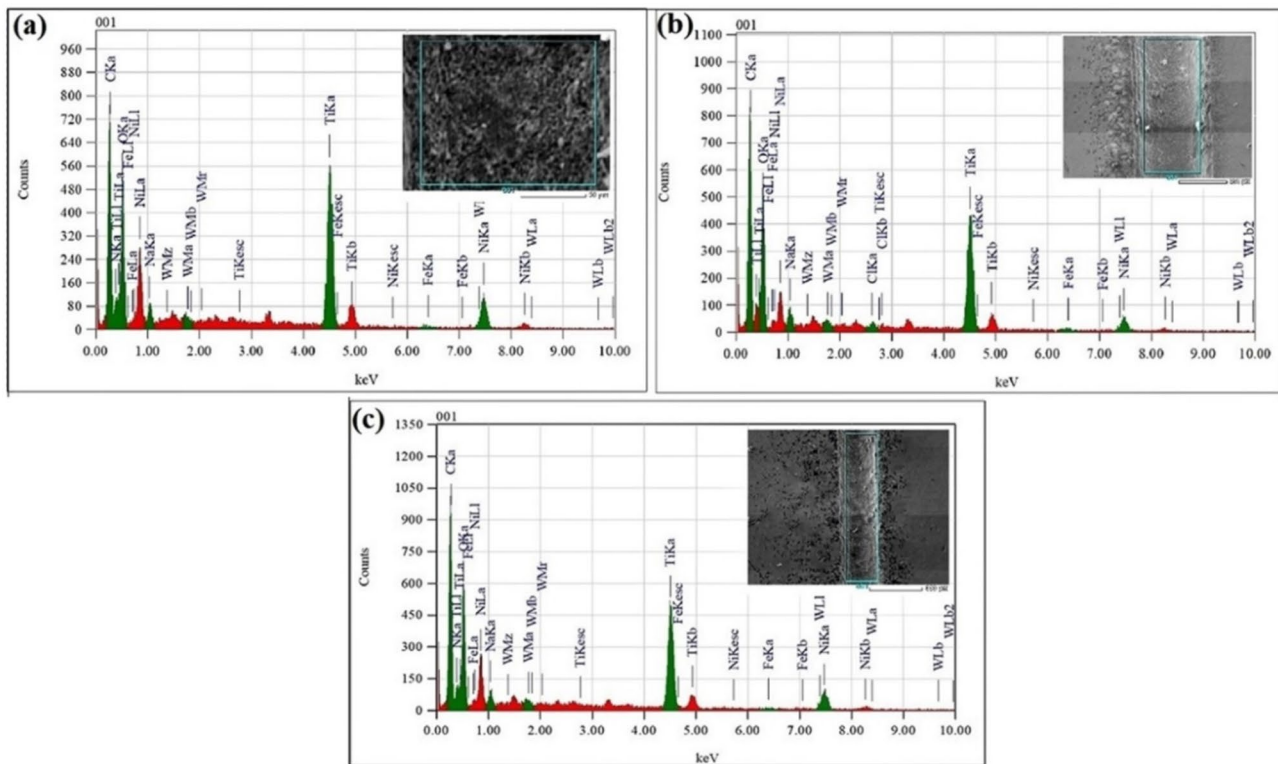 (a)
001
960
880
800
720
640
560
480
400
320
240
160
80
0
Counts
CKa
NKa
TiLl
TiLa
OKa
FeLl
FeLa
NiLl
NiLa
NaKa
WMz
WMa
WMb
WMr
TiKesc
TiKa
FeKesc
TiKb
NiKesc
FeKa
FeKb
NiKa
NiKb
WLa
WLb
WLb2
0.00 1.00 2.00 3.00 4.00 5.00 6.00 7.00 8.00 9.00 10.00
keV
(b)
001
1100
1000
900
800
700
600
500
400
300
200
100
0
Counts
CKa
TiLl
TiLa
OKa
FeLl
FeLa
NiLl
NiLa
NaKa
WMz
WMa
WMb
WMr
ClKa
ClKb
TiKesc
TiKa
FeKesc
TiKb
NiKesc
FeKa
FeKb
NiKa
WLl
NiKb
WLa
WLb
WLb2
0.00 1.00 2.00 3.00 4.00 5.00 6.00 7.00 8.00 9.00 10.00
keV
(c)
001
1350
1200
1050
900
750
600
450
300
150
0
Counts
CKa
NKa
TiLl
TiLa
OKa
FeLl
FeLa
NiLl
NiLa
NaKa
WMz
WMa
WMb
WMr
TiKesc
TiKa
FeKesc
TiKb
NiKesc
FeKa
FeKb
WLl
NiKa
NiKb
WLa
WLb
WLb2
0.00 1.00 2.00 3.00 4.00 5.00 6.00 7.00 8.00 9.00 10.00
keV